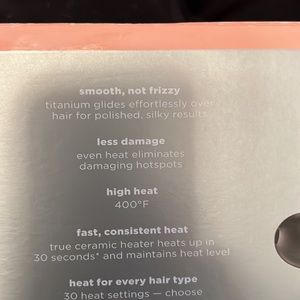 smooth, not frizzy
titanium glides effortlessly over
hair for polished, silky results
less damage
even heat eliminates
damaging hotspots
high heat
400°F
fast, consistent heat
true ceramic heater heats up in
30 seconds* and maintains heat level
heat for every hair type
30 heat settings — choose